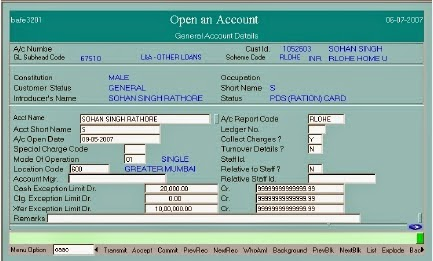 bafe3201 Open an Account 06-07-2007
General Account Details
A/c Numbe Cust Id. 1052603 SOHAN SINGH
GL Subhead Code 67510 LIIA - OTHER LOANS Scheme Code RLOHE INR RLOHE HOME U
Constitution MALE Occupation
Customer Status GENERAL Short Name S
Introducer's Name SOHAN SINGH RATHORE Status PDS (RATION) CARD
Acct Name SOHAN SINGH RATHORE A/c Report Code RLOHE
Acct Short Name S Ledger No.
A/c Open Date 09-05-2007 Collect Charges ? Y
Special Charge Code Turnover Details ? N
Mode Of Operation 01 SINGLE Staff Id.
Location Code 600 GREATER MUMBAI Relative to Staff ? N
Account Mgr. Relative Staff Id.
Cash Exception Limit Dr. 20,000.00 Cr. 99999999999999.99
Clg Exception Limit Dr. 0.00 Cr. 99999999999999.99
Xfer Exception Limit Dr. 10,00,000.00 Cr. 99999999999999.99
Remarks
Menu Option oaac Transmit Accept Commit PrevRec NextRec WhoAmI Background PrevBlk NextBlk List Explode Back